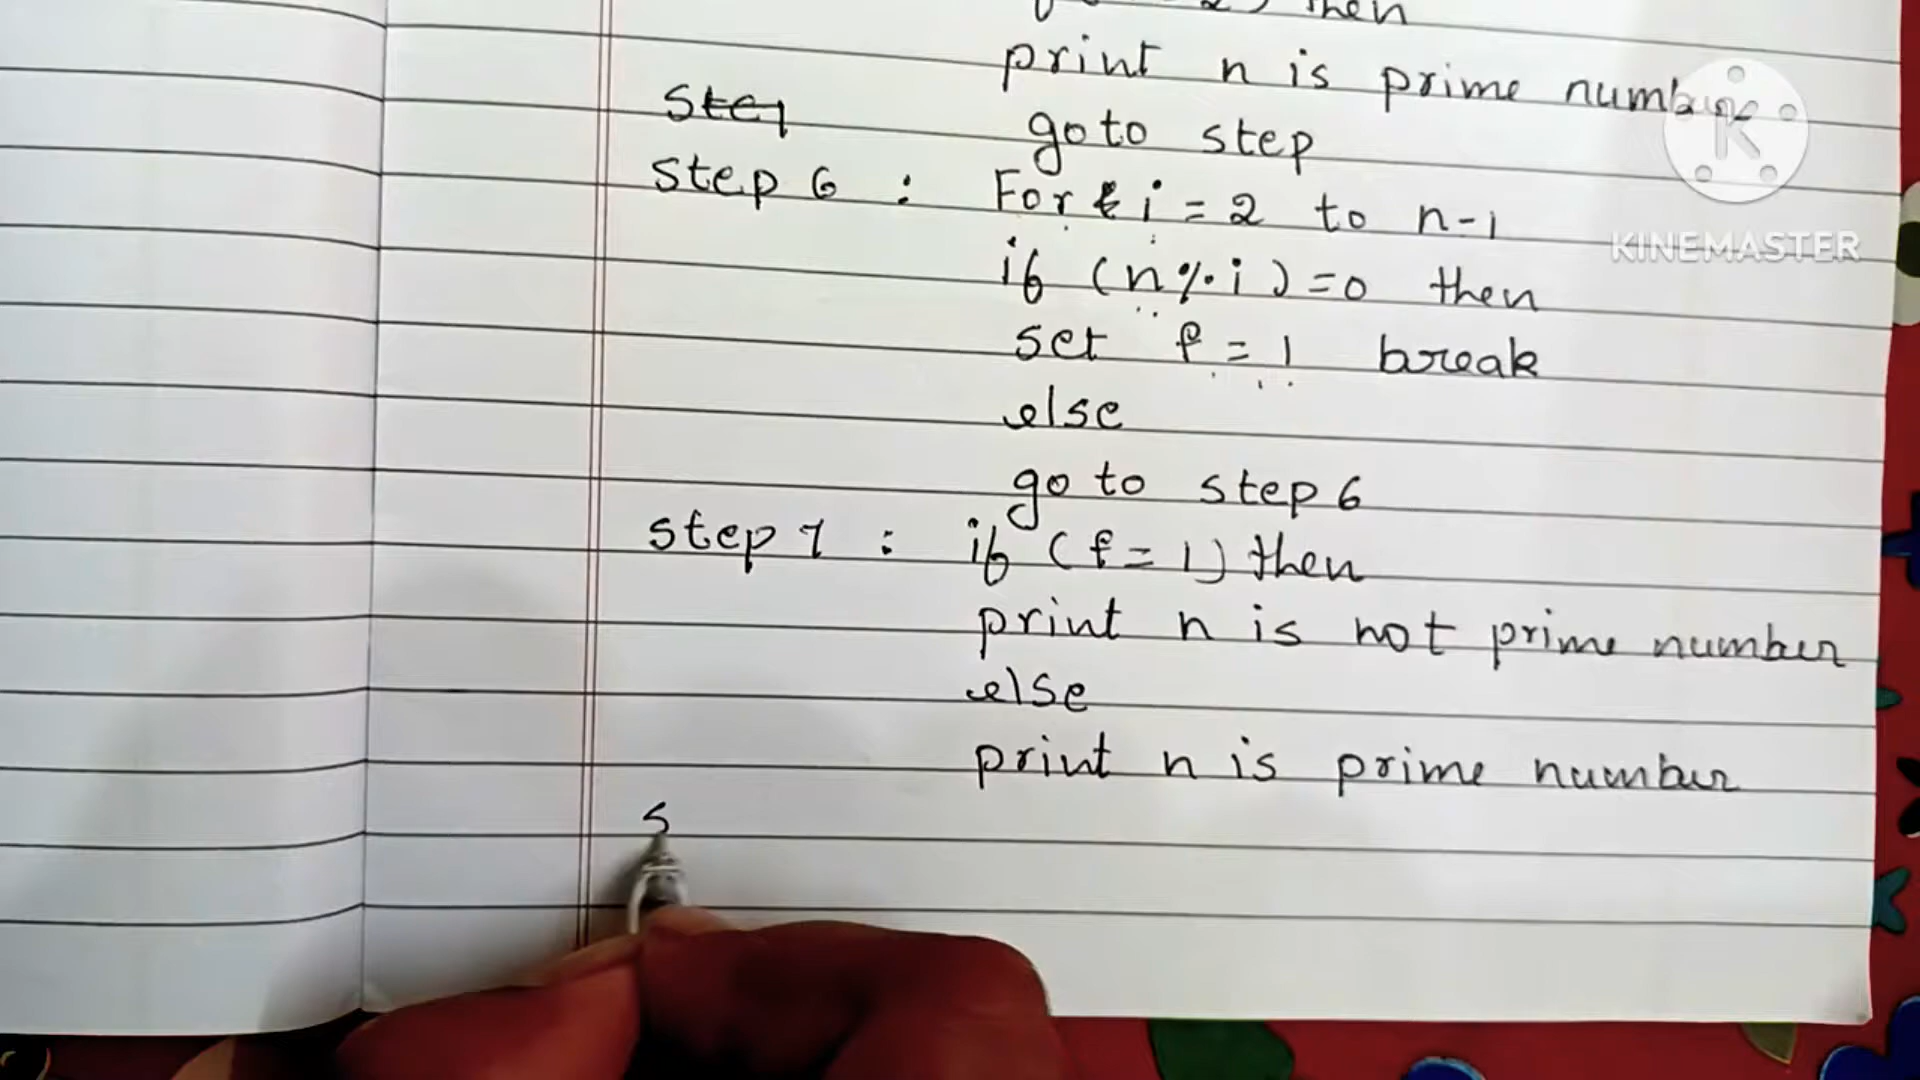 then
print n is prime number
Ste
goto step
Step 6 : For i = 2 to n-1
if (n%i)=0 then
set f = 1 break
else
go to step 6
step 7 : if (f = 1) then
print n is not prime number
else
print n is prime number
S
K
KINEMASTER